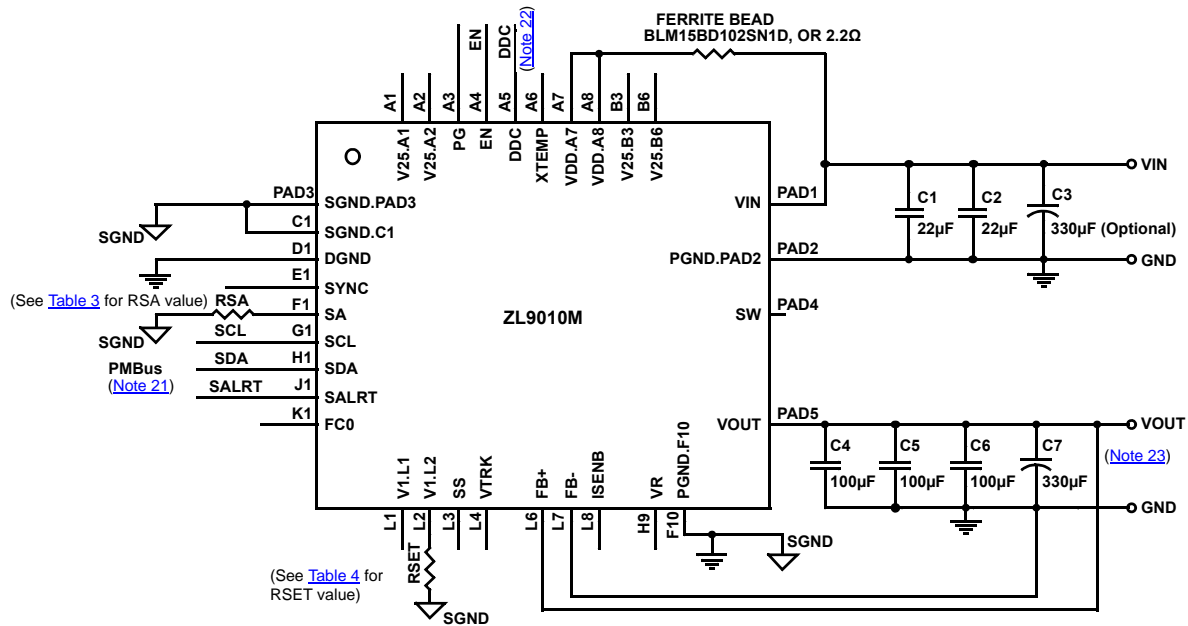 FERRITE BEAD
BLM15BD102SN1D, OR 2.2Ω
EN
DDC
(Note 22)
A1
A2
A3
A4
A5
A6
A7
A8
B3
B6
V25.A1
V25.A2
PG
EN
DDC
XTEMP
VDD.A7
VDD.A8
V25.B3
V25.B6
PAD3
SGND.PAD3
SGND
C1
SGND.C1
D1
DGND
E1
SYNC
(See Table 3 for RSA value)
RSA
F1
SA
SGND
SCL
G1
SCL
PMBus
(Note 21)
SDA
H1
SDA
SALRT
J1
SALRT
K1
FC0
ZL9010M
VIN
PAD1
PGND.PAD2
PAD2
SW
PAD4
VOUT
PAD5
C1
22µF
C2
22µF
C3
330µF (Optional)
VIN
GND
C4
100µF
C5
100µF
C6
100µF
C7
330µF
VOUT
(Note 23)
GND
V1.L1
V1.L2
SS
VTRK
FB+
FB-
ISENB
VR
PGND.F10
L1
L2
L3
L4
L6
L7
L8
H9
F10
SGND
RSET
(See Table 4 for
RSET value)
SGND